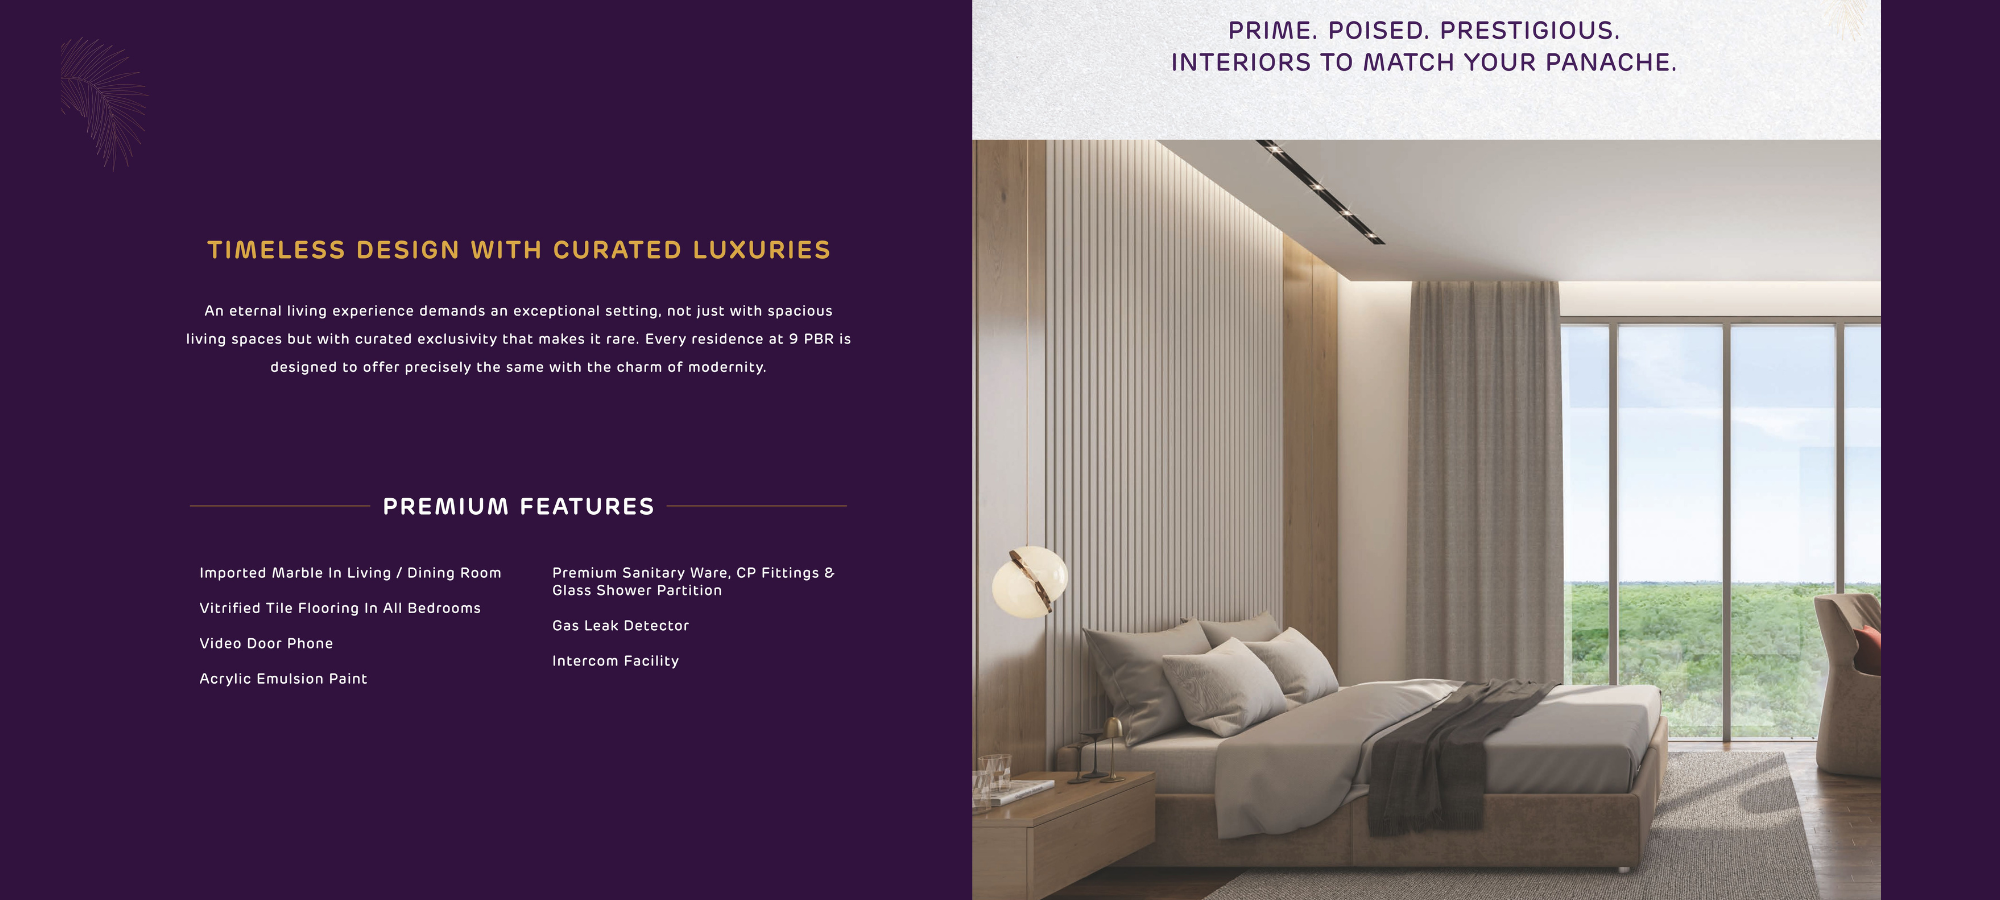 PRIME. POISED. PRESTIGIOUS.
INTERIORS TO MATCH YOUR PANACHE.
TIMELESS DESIGN WITH CURATED LUXURIES
An eternal living experience demands an exceptional setting, not just with spacious
living spaces but with curated exclusivity that makes it rare. Every residence at 9 PBR is
designed to offer precisely the same with the charm of modernity.
PREMIUM FEATURES
Imported Marble In Living / Dining Room
Vitrified Tile Flooring In All Bedrooms
Video Door Phone
Acrylic Emulsion Paint
Premium Sanitary Ware, CP Fittings &
Glass Shower Partition
Gas Leak Detector
Intercom Facility